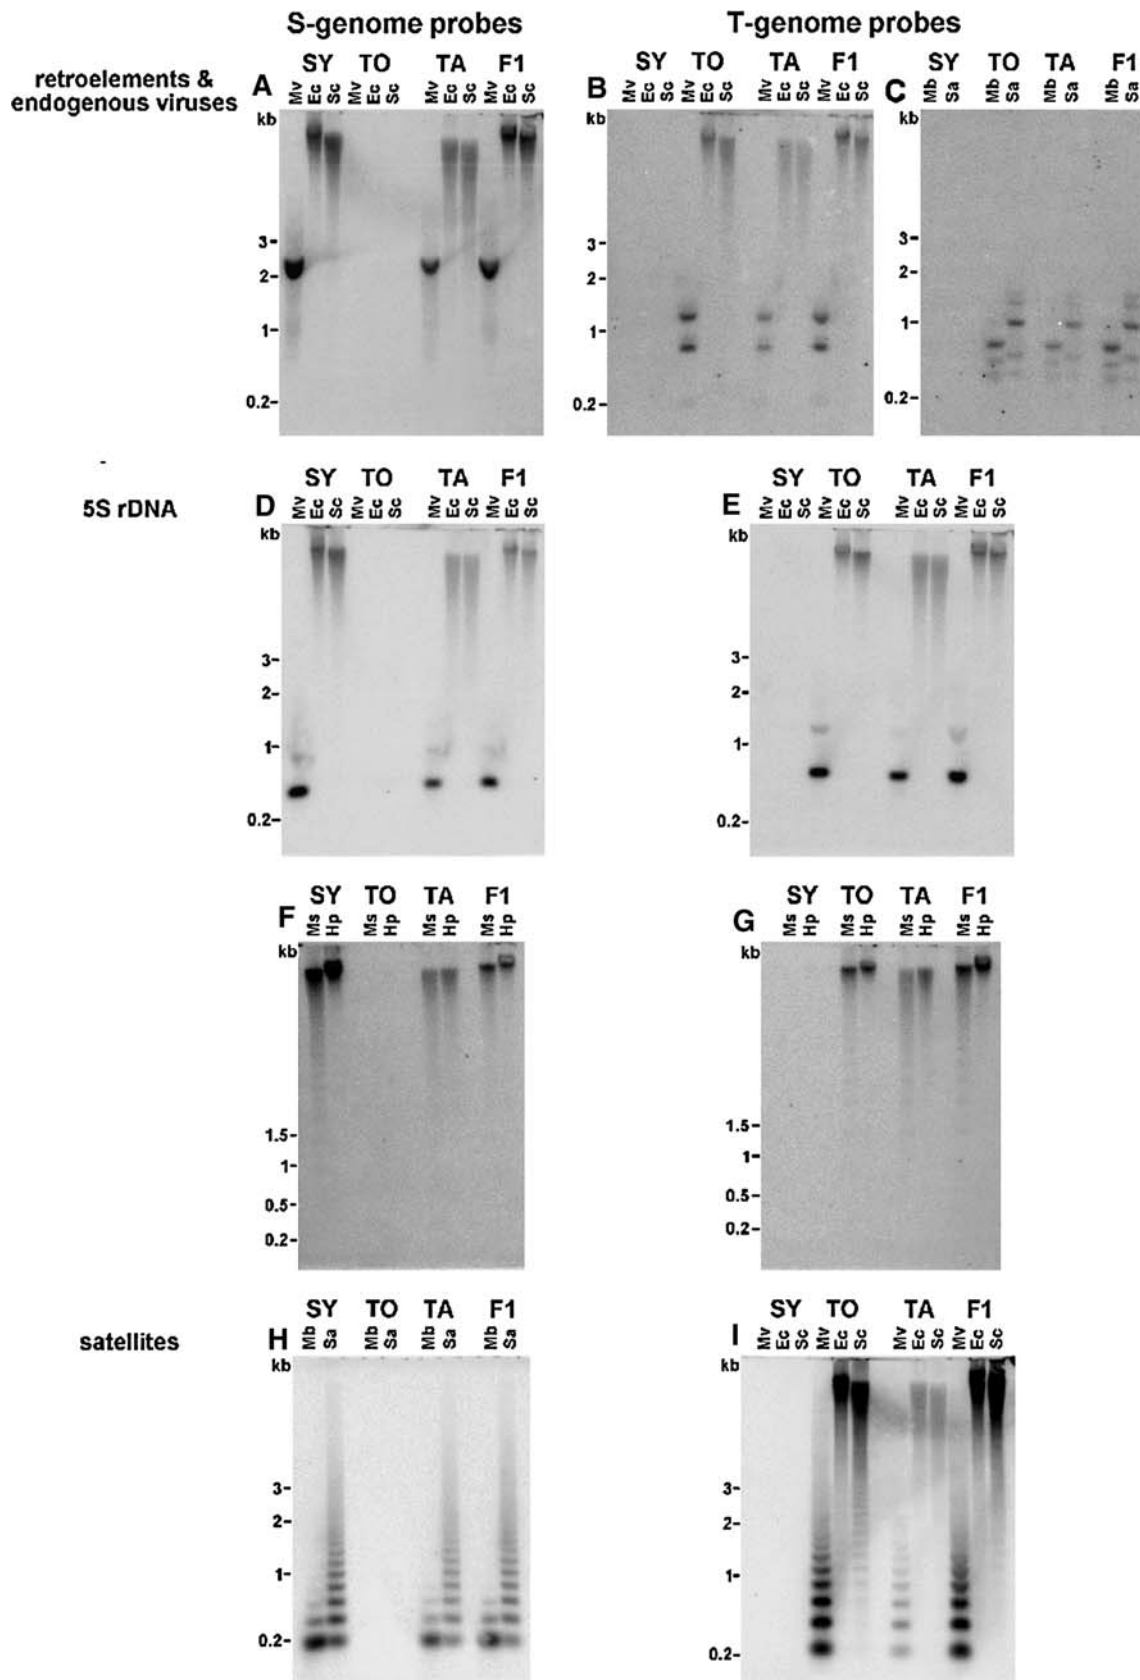 S-genome probes
T-genome probes
retroelements &
endogenous viruses
A
SY TO TA F1
Mv Ec Sc Mv Ec Sc Mv Ec Sc Mv Ec Sc
kb
3-
2-
1-
0.2-
B
SY TO TA F1
Mv Ec Sc Mv Ec Sc Mv Ec Sc Mv Ec Sc
kb
3-
2-
1-
0.2-
C
SY TO TA F1
Mb Sa Mb Sa Mb Sa Mb Sa
kb
3-
2-
1-
0.2-
5S rDNA
D
SY TO TA F1
Mv Ec Sc Mv Ec Sc Mv Ec Sc Mv Ec Sc
kb
3-
2-
1-
0.2-
E
SY TO TA F1
Mv Ec Sc Mv Ec Sc Mv Ec Sc Mv Ec Sc
kb
3-
2-
1-
0.2-
F
SY TO TA F1
Ms Hp Ms Hp Ms Hp Ms Hp
kb
1.5-
1-
0.5-
0.2-
G
SY TO TA F1
Ms Hp Ms Hp Ms Hp Ms Hp
kb
1.5-
1-
0.5-
0.2-
satellites
H
SY TO TA F1
Mb Sa Mb Sa Mb Sa Mb Sa
kb
3-
2-
1-
0.2-
I
SY TO TA F1
Mv Ec Sc Mv Ec Sc Mv Ec Sc Mv Ec Sc
kb
3-
2-
1-
0.2-